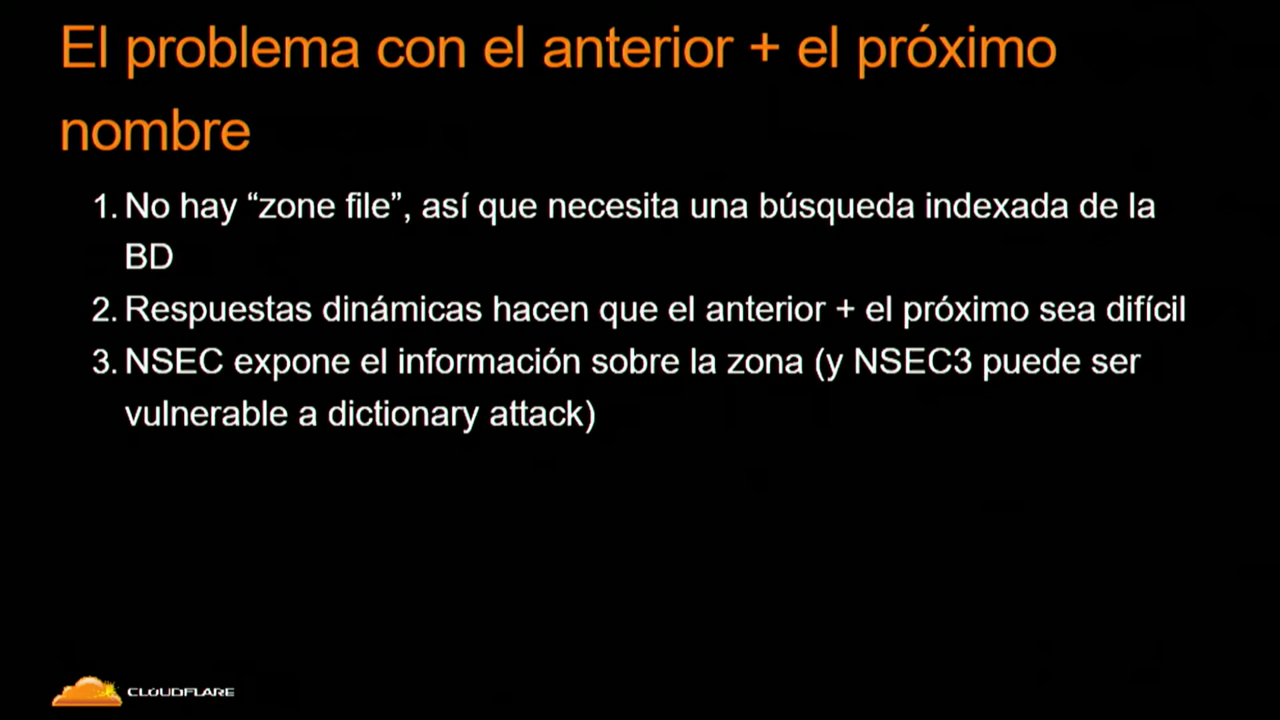 El problema con el anterior + el próximo
nombre
1. No hay “zone file”, así que necesita una búsqueda indexada de la
BD
2. Respuestas dinámicas hacen que el anterior + el próximo sea difícil
3. NSEC expone el información sobre la zona (y NSEC3 puede ser
vulnerable a dictionary attack)
CLOUDFLARE